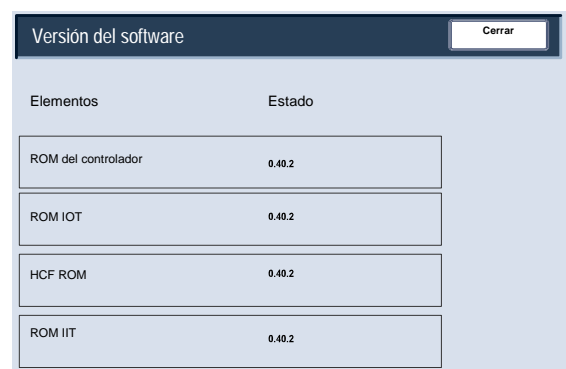 Versión del software
Cerrar
Elementos Estado
ROM del controlador 0.40.2
ROM IOT 0.40.2
HCF ROM 0.40.2
ROM IIT 0.40.2